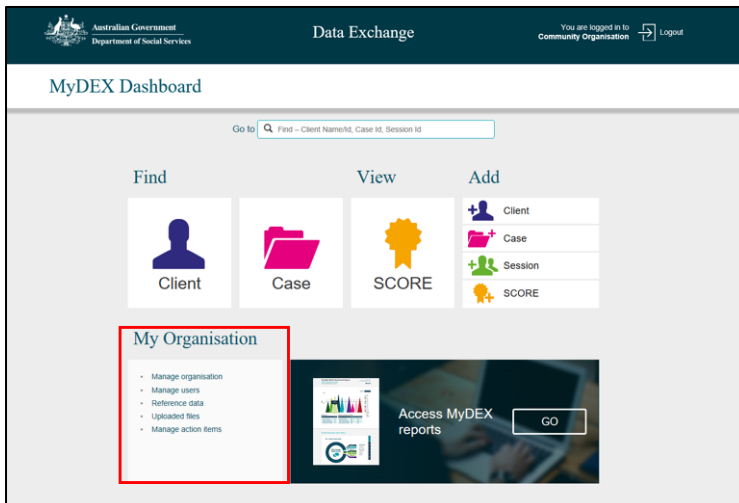 Australian Government
Department of Social Services
Data Exchange
You are logged in to
Community Organisation
Logout
MyDEX Dashboard
Go to
Find – Client Name/Id, Case Id, Session Id
Find
View
Add
Client
Case
SCORE
Client
Case
Session
SCORE
My Organisation
Manage organisation
Manage users
Reference data
Uploaded files
Manage action items
Access MyDEX
reports
GO